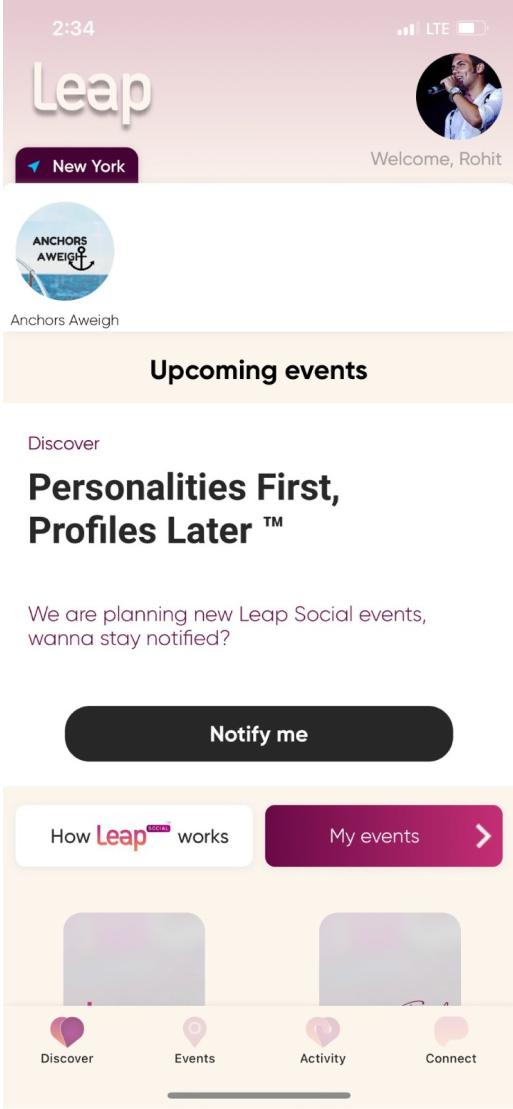 2:34
LTE
Leap
Welcome, Rohit
New York
ANCHORS
AWEIGH
Anchors Aweigh
Upcoming events
Discover
Personalities First,
Profiles Later ™
We are planning new Leap Social events,
wanna stay notified?
Notify me
How Leap SOCIAL ™ works
My events
Discover
Events
Activity
Connect